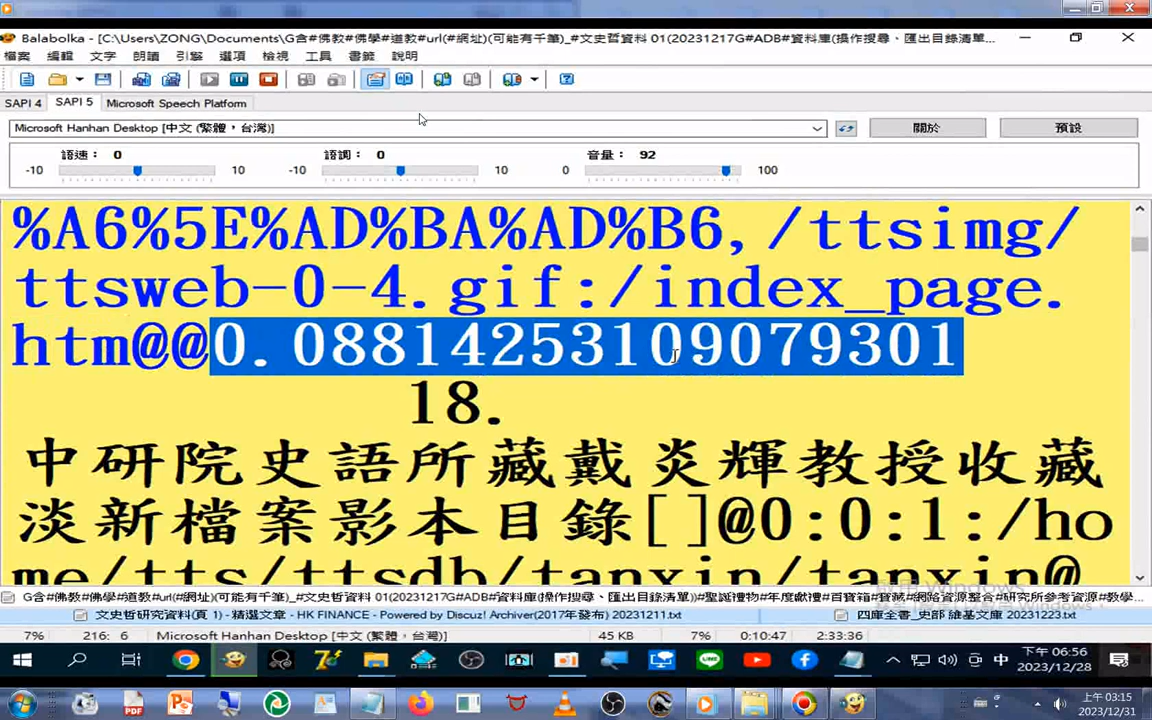 Balabolka - [C:\Users\ZONG\Documents\G含#佛教#佛學#道教#url(#網址)(可能有千筆)_#文史哲資料 01(20231217G#ADB#資料庫(操作搜尋、匯出目錄清單...
檔案 編輯 文字 朗讀 引擎 選項 檢視 工具 書籤 說明
SAPI 4 SAPI 5 Microsoft Speech Platform
Microsoft Hanhan Desktop [中文 (繁體，台灣)] 關於 預設
語速： 0 語調： 0 音量： 92
-10 10 -10 10 0 100
%A6%5E%AD%BA%AD%B6,/ttsimg/
ttsweb-0-4.gif:/index_page.
htm@@0.08814253109079301
18.
中研院史語所藏戴炎輝教授收藏
淡新檔案影本目錄[]@0:0:1:/ho
me/tts/ttsdb/tanxin/tanxin@
G含#佛教#佛學#道教#url(#網址)(可能有千筆)_#文史哲資料 01(20231217G#ADB#資料庫(操作搜尋、匯出目錄清單))#聖誕禮物#年度獻禮#百寶箱#寶藏#網路資源整合#研究所參考資源#教學...
文史哲研究資料(頁 1) - 精選文章 - HK FINANCE - Powered by Discuz! Archiver(2017年發布) 20231211.txt 四庫全書_史部 維基文庫 20231223.txt
7% 216: 6 Microsoft Hanhan Desktop [中文 (繁體，台灣)] 45 KB 7% 0:10:47 2:33:36
中 下午 06:56
2023/12/28
上午 03:15
2023/12/31